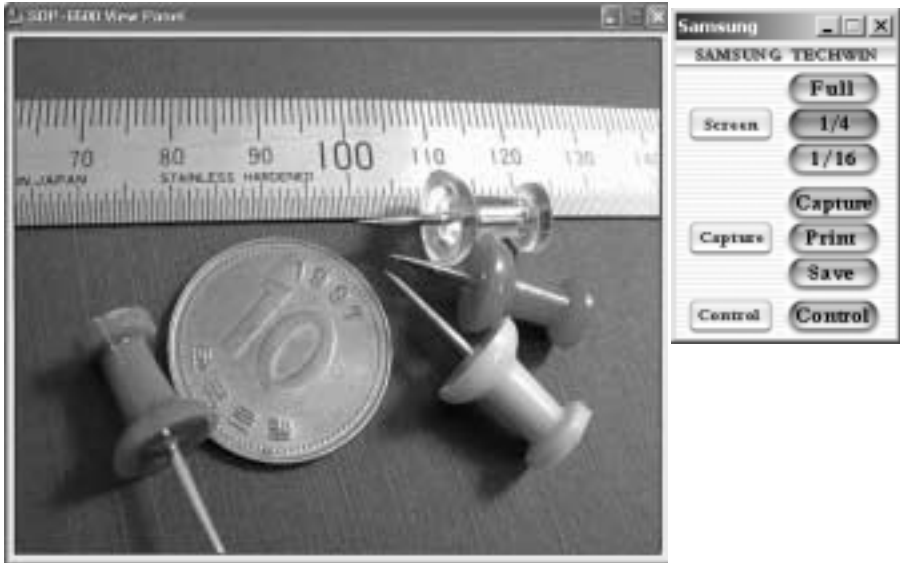 SDP-6500 View Panel
70 80 90 100 110 120 130 140
IN JAPAN STAINLESS HARDENED
10
Samsung
SAMSUNG TECHWIN
Full
Screen 1/4
1/16
Capture
Capture Print
Save
Control Control